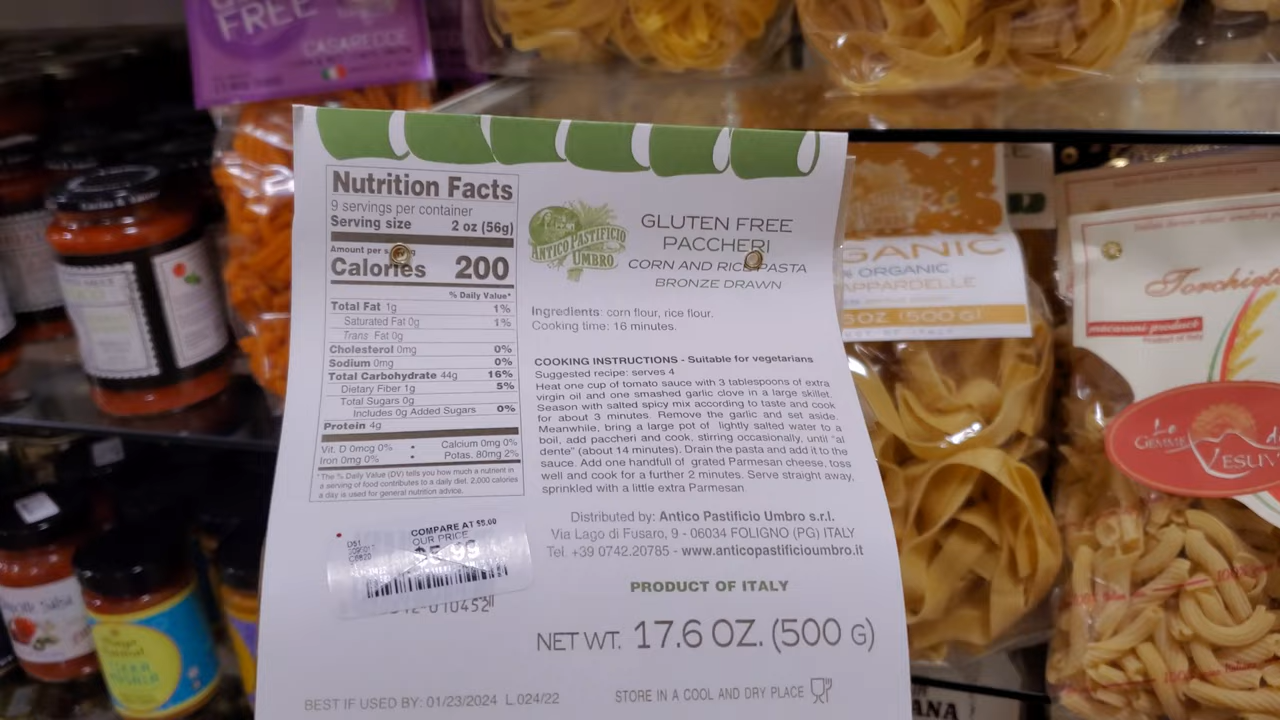 FREE
CASARECCE
Nutrition Facts
9 servings per container
Serving size 2 oz (56g)
Amount per
Calories 200
% Daily Value*
Total Fat 1g 1%
Saturated Fat 0g 1%
Trans Fat 0g
Cholesterol 0mg 0%
Sodium 0mg 0%
Total Carbohydrate 44g 16%
Dietary Fiber 1g 5%
Total Sugars 0g
Includes 0g Added Sugars 0%
Protein 4g
Vit. D 0mcg 0% • Calcium 0mg 0%
Iron 0mg 0% • Potas. 80mg 2%
*The % Daily Value (DV) tells you how much a nutrient in
a serving of food contributes to a daily diet. 2,000 calories
a day is used for general nutrition advice.
ANTICO PASTIFICIO
UMBRO
GLUTEN FREE
PACCHERI
CORN AND RICE PASTA
BRONZE DRAWN
Ingredients: corn flour, rice flour.
Cooking time: 16 minutes.
COOKING INSTRUCTIONS - Suitable for vegetarians
Suggested recipe: serves 4
Heat one cup of tomato sauce with 3 tablespoons of extra
virgin oil and one smashed garlic clove in a large skillet.
Season with salted spicy mix according to taste and cook
for about 3 minutes. Remove the garlic and set aside.
Meanwhile, bring a large pot of lightly salted water to a
boil, add paccheri and cook, stirring occasionally, until "al
dente" (about 14 minutes). Drain the pasta and add it to the
sauce. Add one handfull of grated Parmesan cheese, toss
well and cook for a further 2 minutes. Serve straight away,
sprinkled with a little extra Parmesan.
Distributed by: Antico Pastificio Umbro s.r.l.
Via Lago di Fusaro, 9 - 06034 FOLIGNO (PG) ITALY
Tel. +39 0742.20785 - www.anticopastificioumbro.it
PRODUCT OF ITALY
NET WT. 17.6 OZ. (500 G)
COMPARE AT $5.00
OUR PRICE
D51
BEST IF USED BY: 01/23/2024 L.024/22
STORE IN A COOL AND DRY PLACE
GANIC
ORGANIC
APPARDELLE
OZ (500 G)
macaroni product
Product of Italy
Le
GEMME